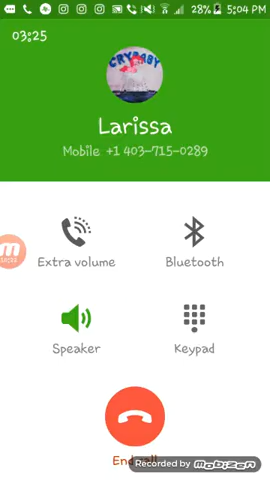 28% 5:04 PM
03:25
CRYBABY
Larissa
Mobile +1 403-715-0289
Extra volume
Bluetooth
Speaker
Keypad
End call
Recorded by mobizen